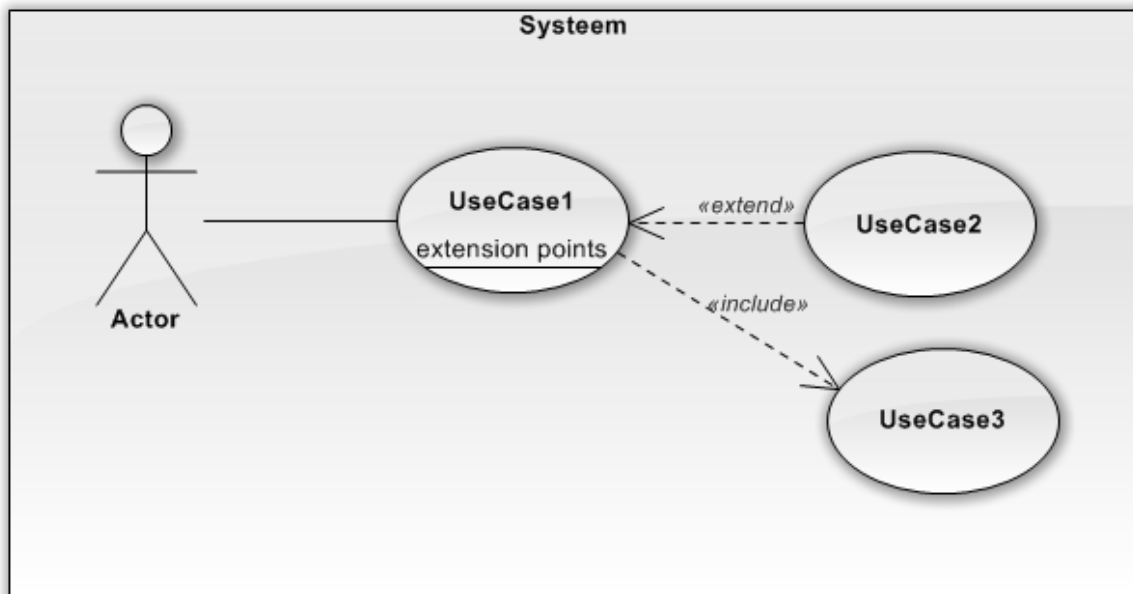 Systeem
UseCase1
extension points
«extend»
UseCase2
«include»
Actor
UseCase3